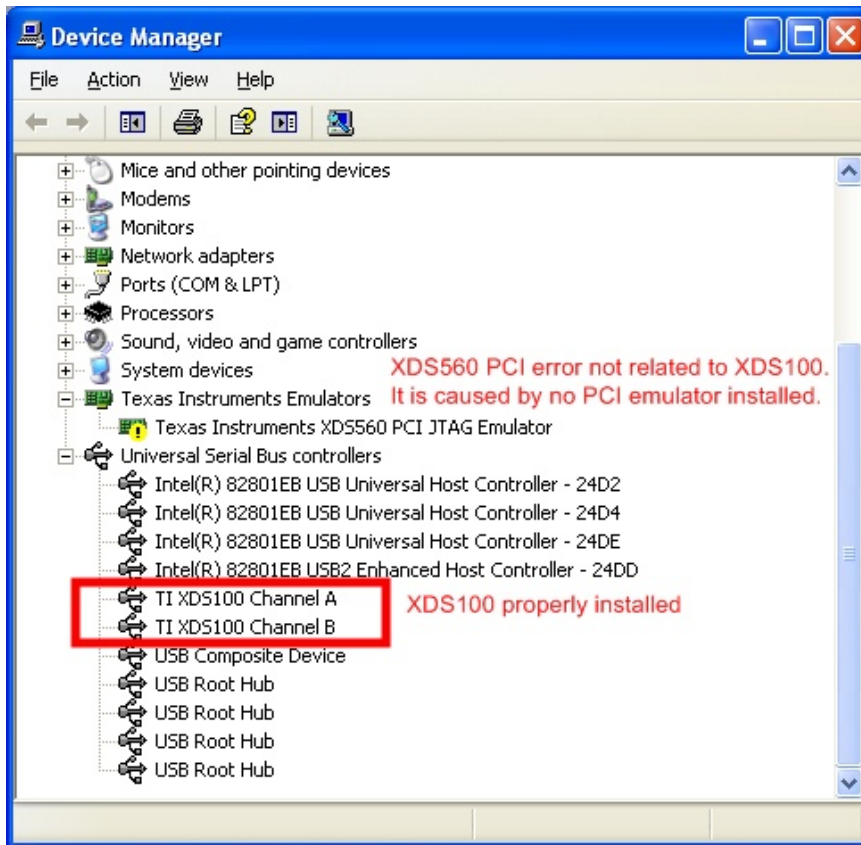 Device Manager
File Action View Help
Mice and other pointing devices
Modems
Monitors
Network adapters
Ports (COM & LPT)
Processors
Sound, video and game controllers
System devices
XDS560 PCI error not related to XDS100.
Texas Instruments Emulators
It is caused by no PCI emulator installed.
Texas Instruments XDS560 PCI JTAG Emulator
Universal Serial Bus controllers
Intel(R) 82801EB USB Universal Host Controller - 24D2
Intel(R) 82801EB USB Universal Host Controller - 24D4
Intel(R) 82801EB USB Universal Host Controller - 24DE
Intel(R) 82801EB USB2 Enhanced Host Controller - 24DD
TI XDS100 Channel A
XDS100 properly installed
TI XDS100 Channel B
USB Composite Device
USB Root Hub
USB Root Hub
USB Root Hub
USB Root Hub